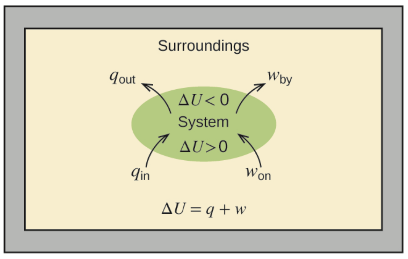 Surroundings
q_out w_by
ΔU < 0
System
ΔU > 0
q_in w_on
ΔU = q + w